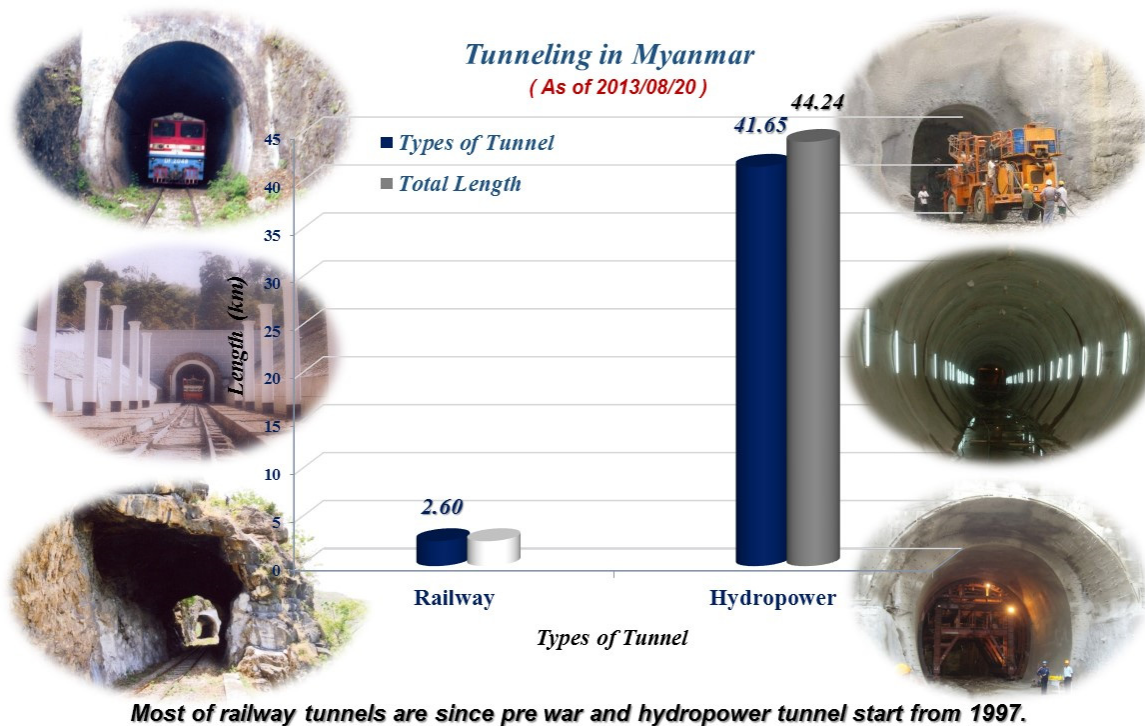 Tunneling in Myanmar
( As of 2013/08/20 )
Types of Tunnel
Total Length
45
40
35
30
25
20
15
10
5
0
Length (km)
2.60
41.65
44.24
Railway
Hydropower
Types of Tunnel
Most of railway tunnels are since pre war and hydropower tunnel start from 1997.